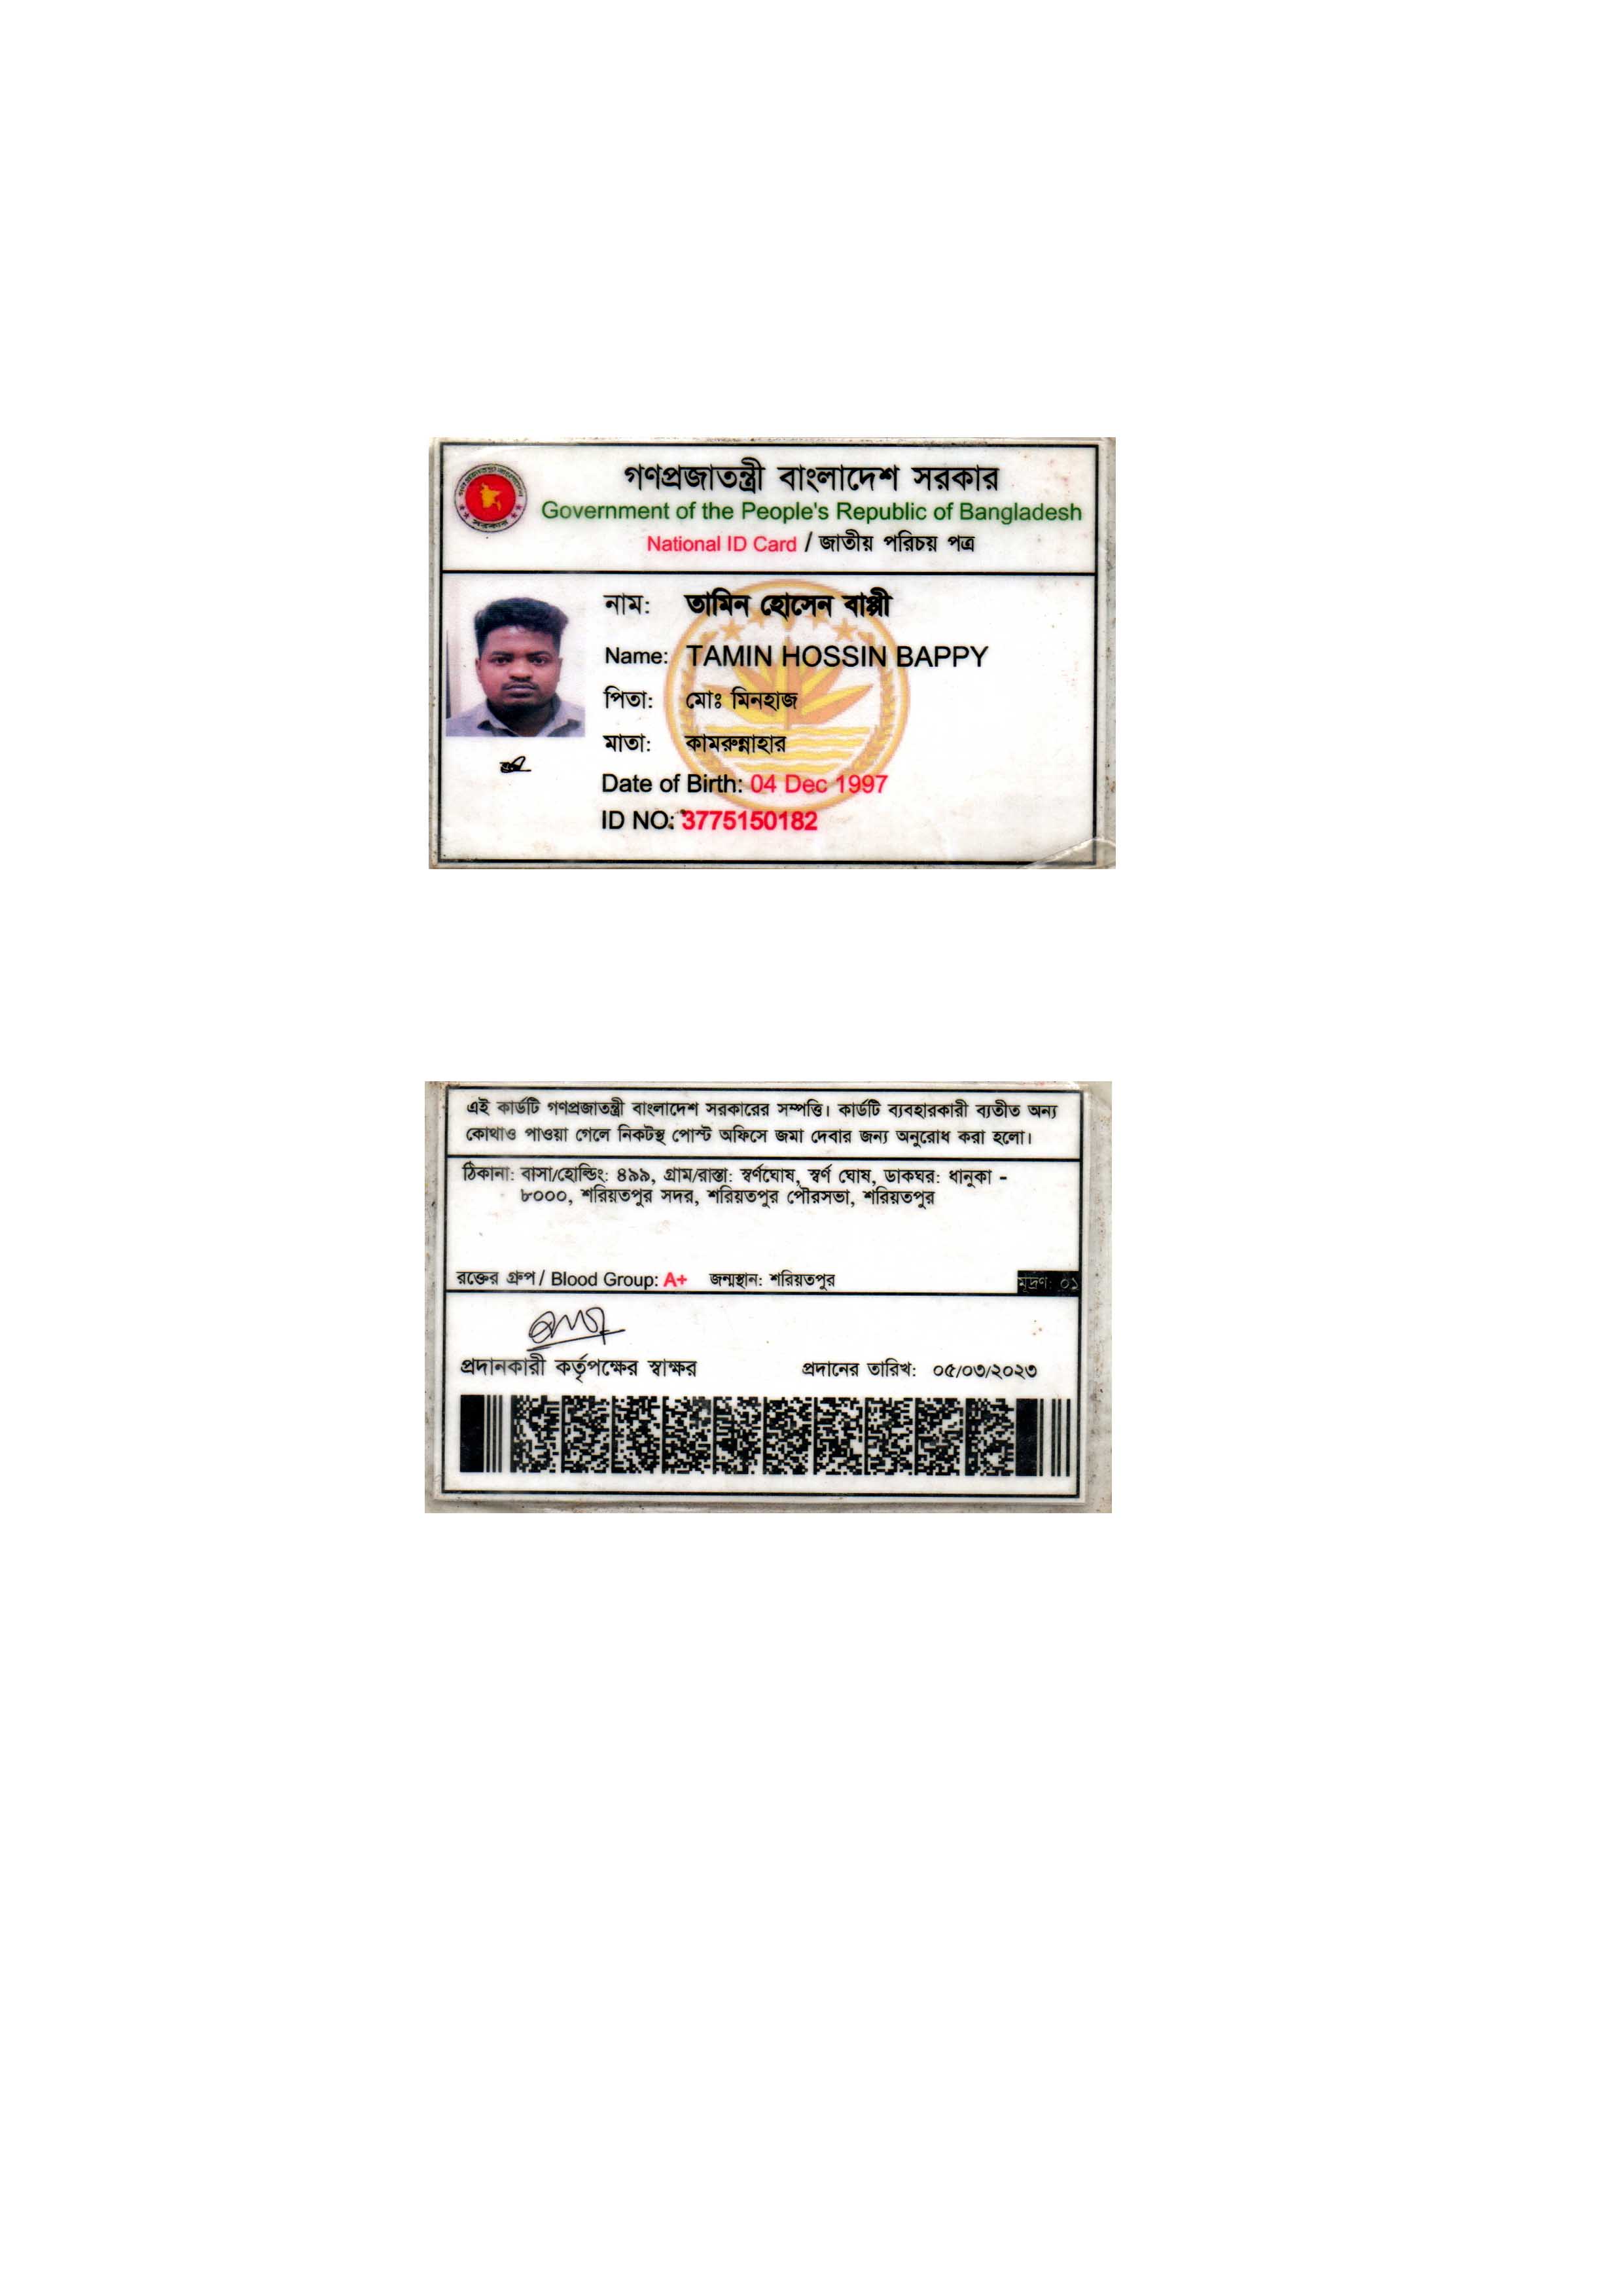 গণপ্রজাতন্ত্রী বাংলাদেশ সরকার
Government of the People's Republic of Bangladesh
National ID Card / জাতীয় পরিচয় পত্র
নাম: তামিন হোসেন বাপ্পী
Name: TAMIN HOSSIN BAPPY
পিতা: মোঃ মিনহাজ
মাতা: কামরুন্নাহার
Date of Birth: 04 Dec 1997
ID NO: 3775150182
এই কার্ডটি গণপ্রজাতন্ত্রী বাংলাদেশ সরকারের সম্পত্তি। কার্ডটি ব্যবহারকারী ব্যতীত অন্য
কোথাও পাওয়া গেলে নিকটস্থ পোস্ট অফিসে জমা দেবার জন্য অনুরোধ করা হলো।
ঠিকানা: বাসা/হোল্ডিং: ৪৯৯, গ্রাম/রাস্তা: স্বর্ণঘোষ, স্বর্ণ ঘোষ, ডাকঘর: ধানুকা -
৮০০০, শরিয়তপুর সদর, শরিয়তপুর পৌরসভা, শরিয়তপুর
রক্তের গ্রুপ / Blood Group: A+ জন্মস্থান: শরিয়তপুর মুদ্রণ: ০১
প্রদানকারী কর্তৃপক্ষের স্বাক্ষর প্রদানের তারিখ: ০৫/০৩/২০২৩